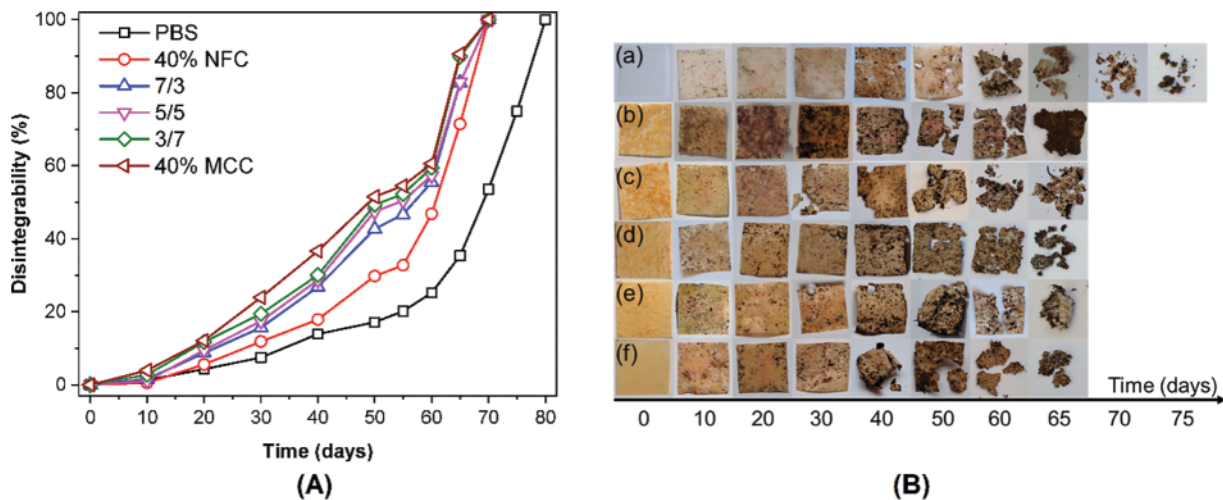 100
80
60
40
20
0
Disintegrability (%)
PBS
40% NFC
7/3
5/5
3/7
40% MCC
0 10 20 30 40 50 60 70 80
Time (days)
(A)
(a)
(b)
(c)
(d)
(e)
(f)
Time (days)
0 10 20 30 40 50 60 65 70 75
(B)